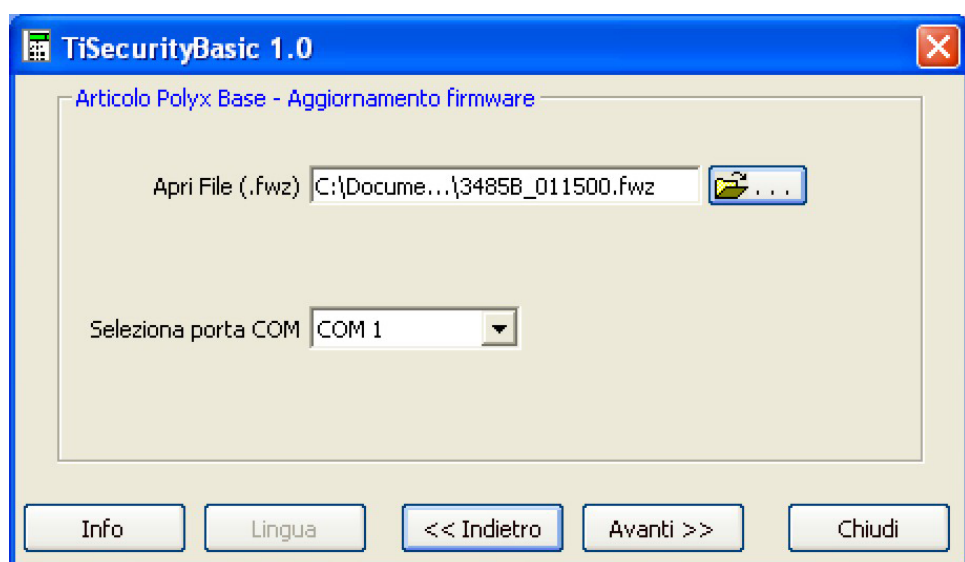 TiSecurityBasic 1.0
Articolo Polyx Base - Aggiornamento firmware
Apri File (.fwz) C:\Docume...\3485B_011500.fwz ...
Seleziona porta COM COM 1
Info Lingua << Indietro Avanti >> Chiudi